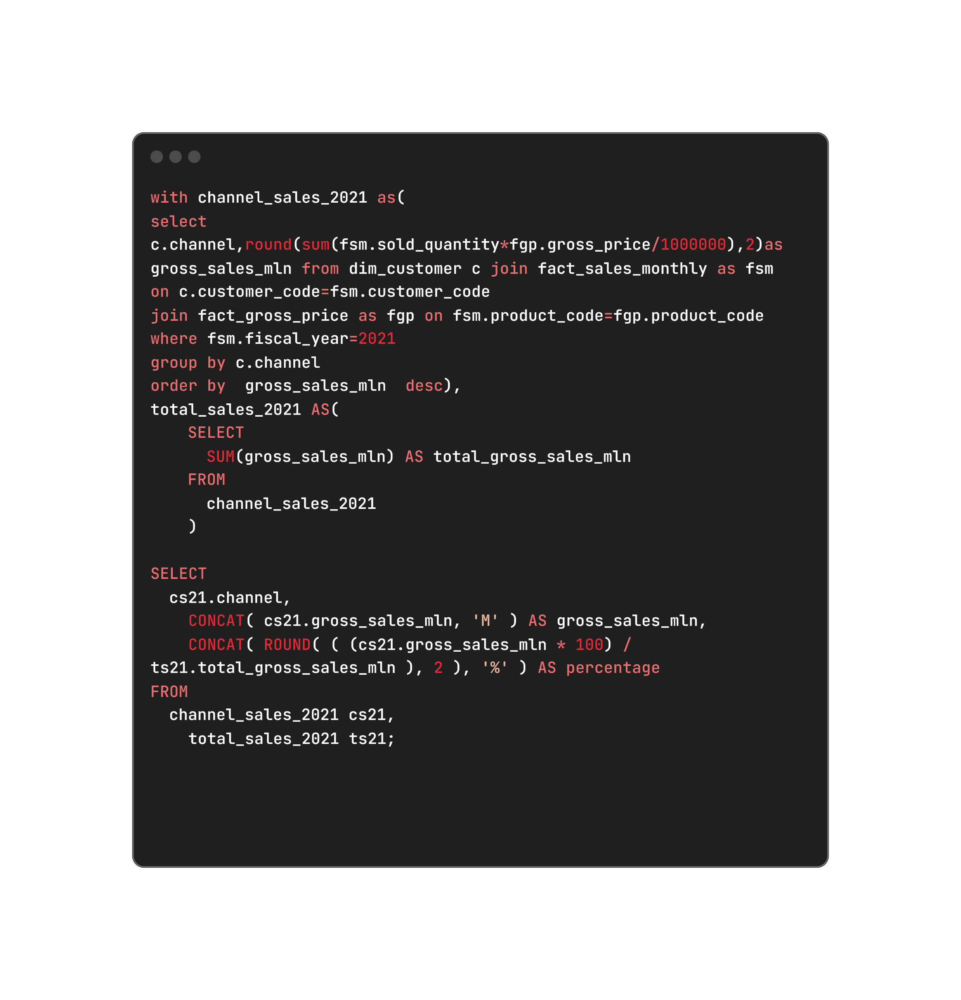 with channel_sales_2021 as(
select
c.channel,round(sum(fsm.sold_quantity*fgp.gross_price/1000000),2)as
gross_sales_mln from dim_customer c join fact_sales_monthly as fsm
on c.customer_code=fsm.customer_code
join fact_gross_price as fgp on fsm.product_code=fgp.product_code
where fsm.fiscal_year=2021
group by c.channel
order by  gross_sales_mln  desc),
total_sales_2021 AS(
    SELECT
      SUM(gross_sales_mln) AS total_gross_sales_mln
    FROM
      channel_sales_2021
    )
SELECT
  cs21.channel,
    CONCAT( cs21.gross_sales_mln, 'M' ) AS gross_sales_mln,
    CONCAT( ROUND( ( (cs21.gross_sales_mln * 100) /
ts21.total_gross_sales_mln ), 2 ), '%' ) AS percentage
FROM
  channel_sales_2021 cs21,
    total_sales_2021 ts21;